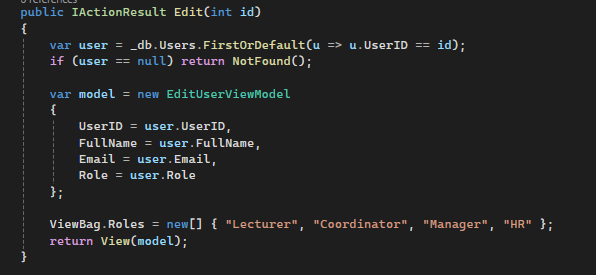 0 references
public IActionResult Edit(int id)
{
    var user = _db.Users.FirstOrDefault(u => u.UserID == id);
    if (user == null) return NotFound();

    var model = new EditUserViewModel
    {
        UserID = user.UserID,
        FullName = user.FullName,
        Email = user.Email,
        Role = user.Role
    };

    ViewBag.Roles = new[] { "Lecturer", "Coordinator", "Manager", "HR" };
    return View(model);
}